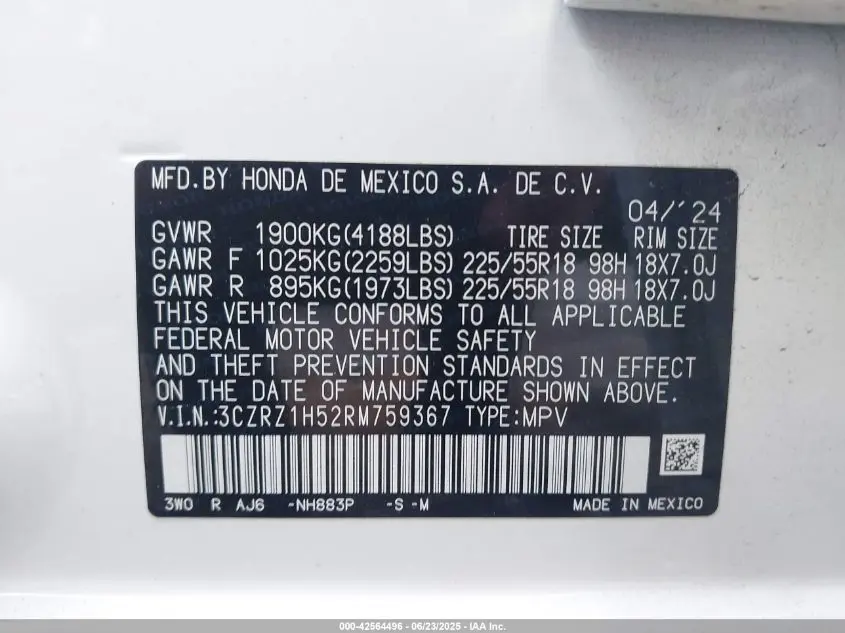 MFD.BY HONDA DE MEXICO S.A. DE C.V.
04/'24
GVWR 1900KG(4188LBS) TIRE SIZE RIM SIZE
GAWR F 1025KG(2259LBS) 225/55R18 98H 18X7.0J
GAWR R 895KG(1973LBS) 225/55R18 98H 18X7.0J
THIS VEHICLE CONFORMS TO ALL APPLICABLE
FEDERAL MOTOR VEHICLE SAFETY
AND THEFT PREVENTION STANDARDS IN EFFECT
ON THE DATE OF MANUFACTURE SHOWN ABOVE.
V.I.N.:3CZRZ1H52RM759367 TYPE:MPV
3W0 R AJ6 -NH883P -S -M MADE IN MEXICO
000-42564496 - 06/23/2025 - IAA Inc.